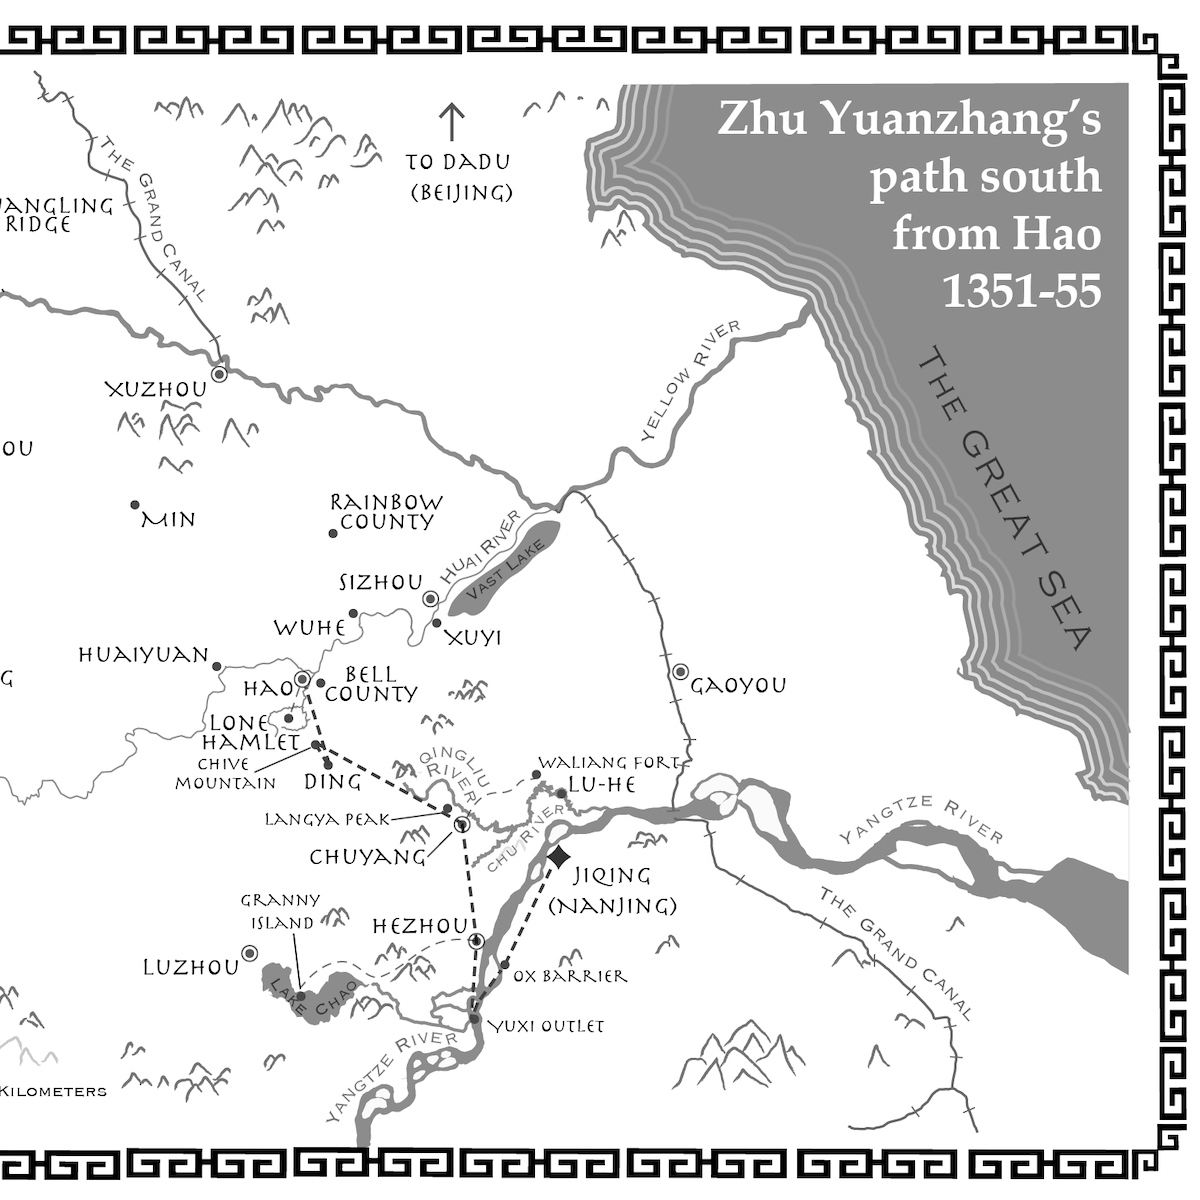 Zhu Yuanzhang's
path south
from Hao
1351-55
TO DADU
(BEIJING)
THE GRAND CANAL
RIDGE
XUZHOU
YELLOW RIVER
THE GREAT SEA
MIN
RAINBOW
COUNTY
HUAI RIVER
VAST LAKE
SIZHOU
WUHE
XUYI
HUAIYUAN
HAO
BELL
COUNTY
GAOYOU
LONE
HAMLET
CHIVE
MOUNTAIN
DING
QINGLIU
RIVER
WALIANG FORT
LU-HE
LANGYA PEAK
CHUYANG
CHU RIVER
YANGTZE RIVER
JIQING
(NANJING)
GRANNY
ISLAND
HEZHOU
LUZHOU
LAKE CHAO
OX BARRIER
THE GRAND CANAL
YUXI OUTLET
YANGTZE RIVER
KILOMETERS